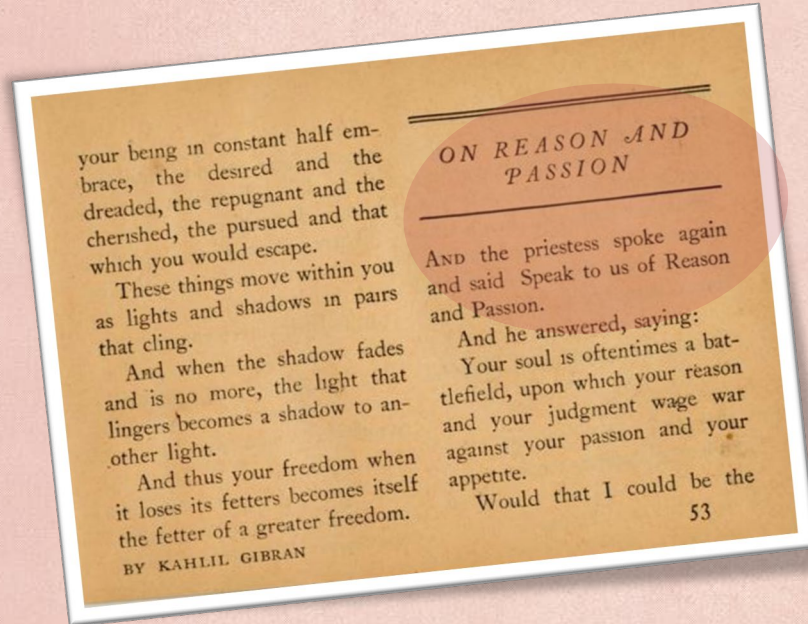 your being in constant half em-
brace, the desired and the
dreaded, the repugnant and the
cherished, the pursued and that
which you would escape.
These things move within you
as lights and shadows in pairs
that cling.
And when the shadow fades
and is no more, the light that
lingers becomes a shadow to an-
other light.
And thus your freedom when
it loses its fetters becomes itself
the fetter of a greater freedom.
BY KAHLIL GIBRAN
ON REASON AND
PASSION
AND the priestess spoke again
and said Speak to us of Reason
and Passion.
And he answered, saying:
Your soul is oftentimes a bat-
tlefield, upon which your reason
and your judgment wage war
against your passion and your
appetite.
Would that I could be the
53